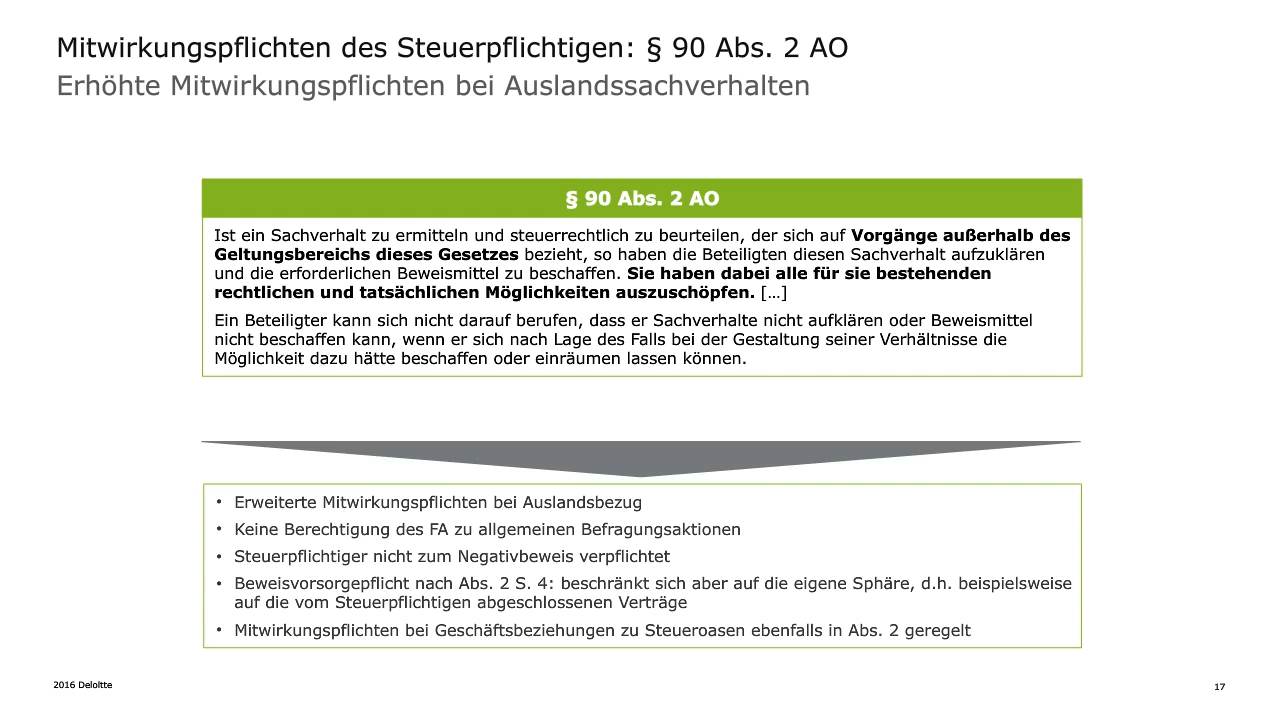 Mitwirkungspflichten des Steuerpflichtigen: § 90 Abs. 2 AO
Erhöhte Mitwirkungspflichten bei Auslandssachverhalten
§ 90 Abs. 2 AO
Ist ein Sachverhalt zu ermitteln und steuerrechtlich zu beurteilen, der sich auf Vorgänge außerhalb des
Geltungsbereichs dieses Gesetzes bezieht, so haben die Beteiligten diesen Sachverhalt aufzuklären
und die erforderlichen Beweismittel zu beschaffen. Sie haben dabei alle für sie bestehenden
rechtlichen und tatsächlichen Möglichkeiten auszuschöpfen. […]
Ein Beteiligter kann sich nicht darauf berufen, dass er Sachverhalte nicht aufklären oder Beweismittel
nicht beschaffen kann, wenn er sich nach Lage des Falls bei der Gestaltung seiner Verhältnisse die
Möglichkeit dazu hätte beschaffen oder einräumen lassen können.
• Erweiterte Mitwirkungspflichten bei Auslandsbezug
• Keine Berechtigung des FA zu allgemeinen Befragungsaktionen
• Steuerpflichtiger nicht zum Negativbeweis verpflichtet
• Beweisvorsorgepflicht nach Abs. 2 S. 4: beschränkt sich aber auf die eigene Sphäre, d.h. beispielsweise
auf die vom Steuerpflichtigen abgeschlossenen Verträge
• Mitwirkungspflichten bei Geschäftsbeziehungen zu Steueroasen ebenfalls in Abs. 2 geregelt
2016 Deloitte
17